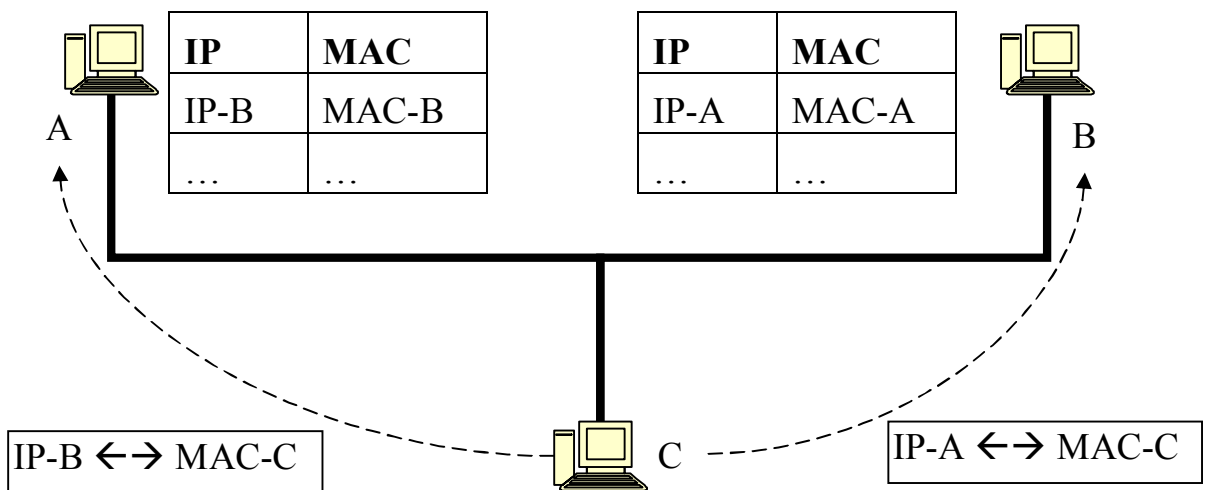 IP MAC
IP-B MAC-B
… …
IP MAC
IP-A MAC-A
… …
A
B
IP-B ←→ MAC-C
C
IP-A ←→ MAC-C